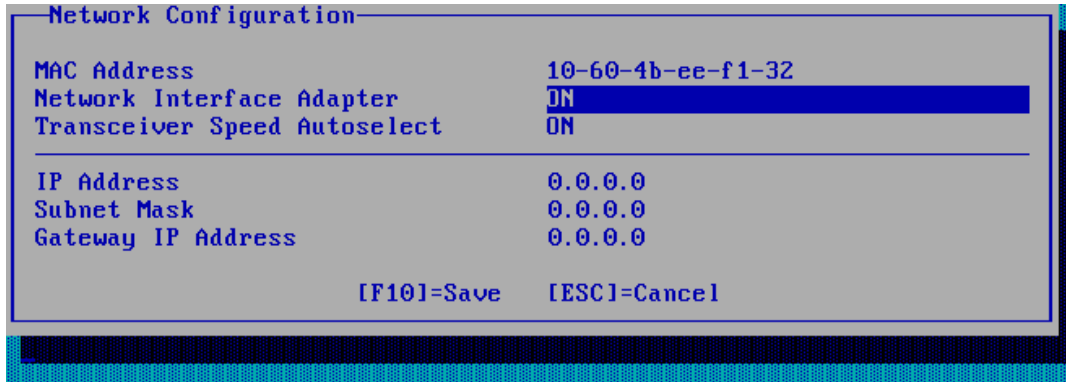 Network Configuration
MAC Address 10-60-4b-ee-f1-32
Network Interface Adapter ON
Transceiver Speed Autoselect ON
IP Address 0.0.0.0
Subnet Mask 0.0.0.0
Gateway IP Address 0.0.0.0
[F10]=Save [ESC]=Cancel